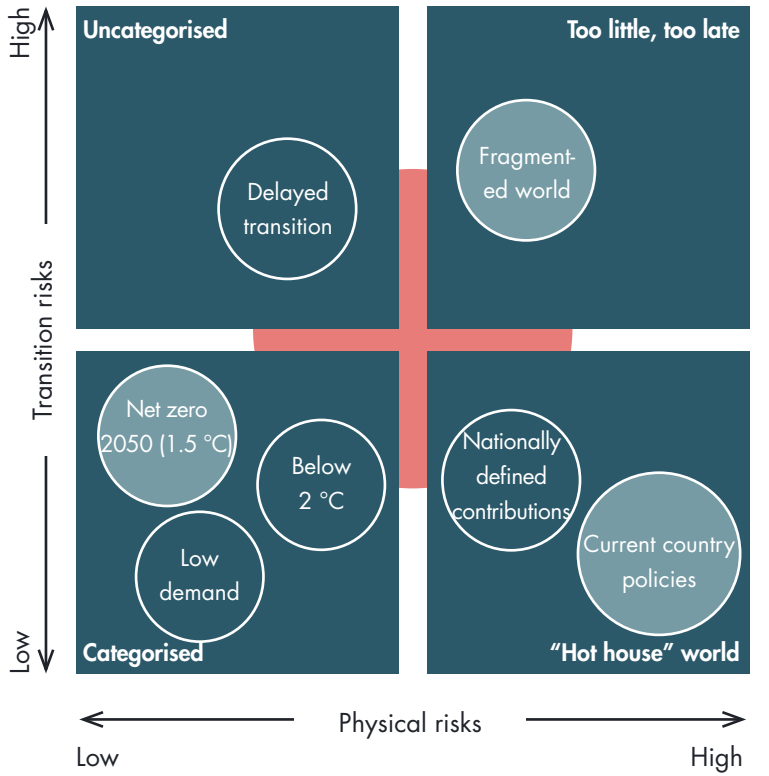 High
Transition risks
Low
Uncategorised
Delayed
transition
Too little, too late
Fragment-
ed world
Net zero
2050 (1.5 °C)
Below
2 °C
Low
demand
Categorised
Nationally
defined
contributions
Current country
policies
“Hot house” world
Physical risks
Low
High